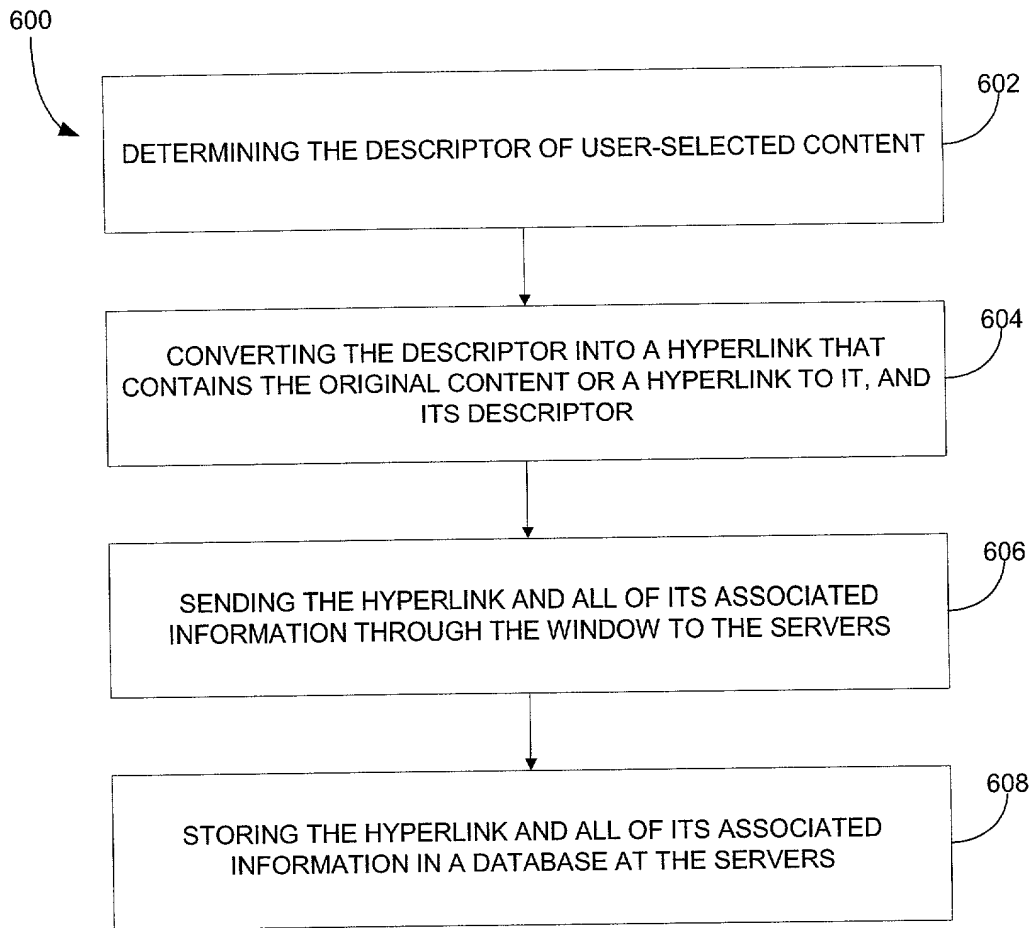 600
602
DETERMINING THE DESCRIPTOR OF USER-SELECTED CONTENT
604
CONVERTING THE DESCRIPTOR INTO A HYPERLINK THAT
CONTAINS THE ORIGINAL CONTENT OR A HYPERLINK TO IT, AND
ITS DESCRIPTOR
606
SENDING THE HYPERLINK AND ALL OF ITS ASSOCIATED
INFORMATION THROUGH THE WINDOW TO THE SERVERS
608
STORING THE HYPERLINK AND ALL OF ITS ASSOCIATED
INFORMATION IN A DATABASE AT THE SERVERS